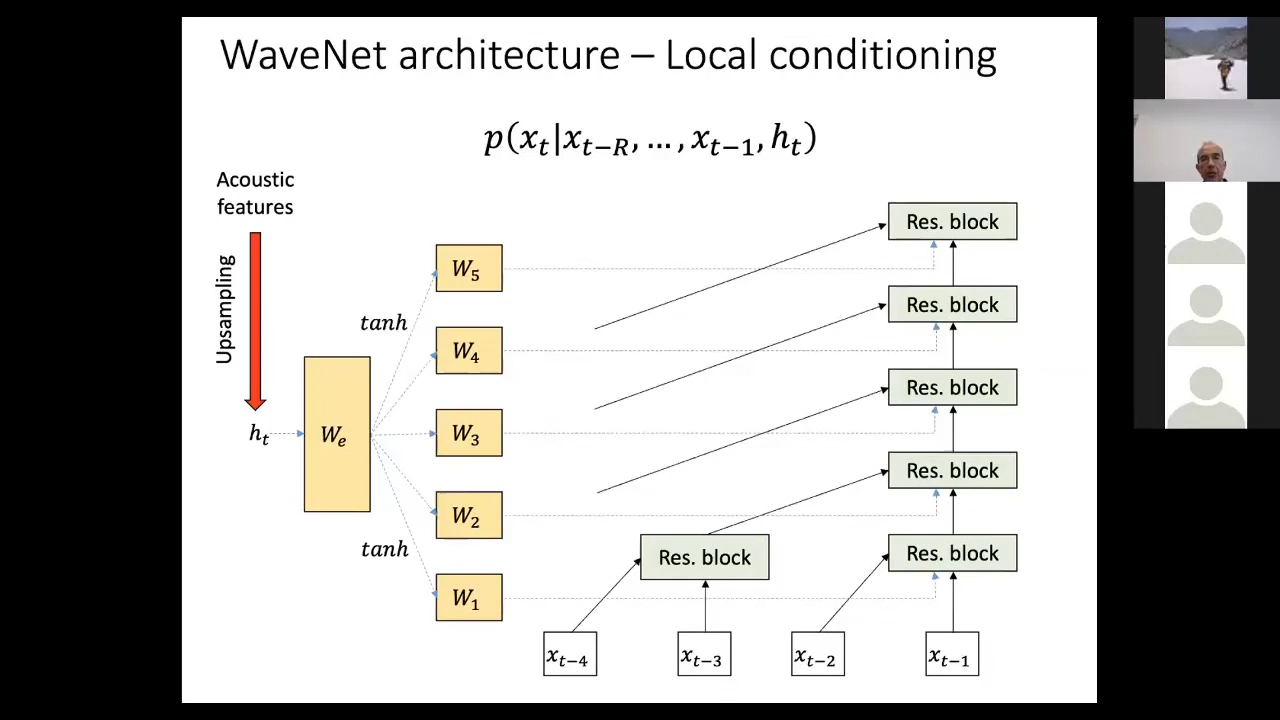 WaveNet architecture – Local conditioning
p(x_t|x_{t−R}, …, x_{t−1}, h_t)
Acoustic
features
Upsampling
h_t
W_e
tanh
tanh
W_5
W_4
W_3
W_2
W_1
Res. block
Res. block
Res. block
Res. block
Res. block
Res. block
x_{t−4}
x_{t−3}
x_{t−2}
x_{t−1}